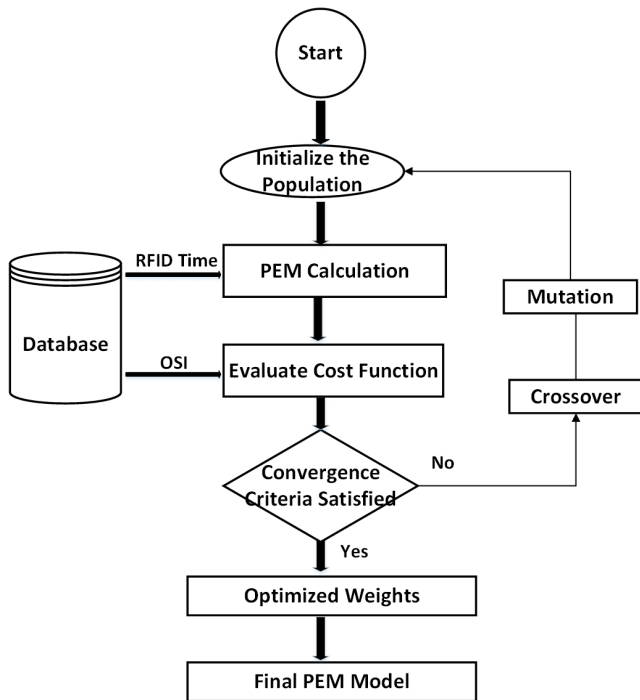 Start
Initialize the
Population
RFID Time
PEM Calculation
Mutation
Database
OSI
Evaluate Cost Function
Crossover
Convergence
Criteria Satisfied
No
Yes
Optimized Weights
Final PEM Model